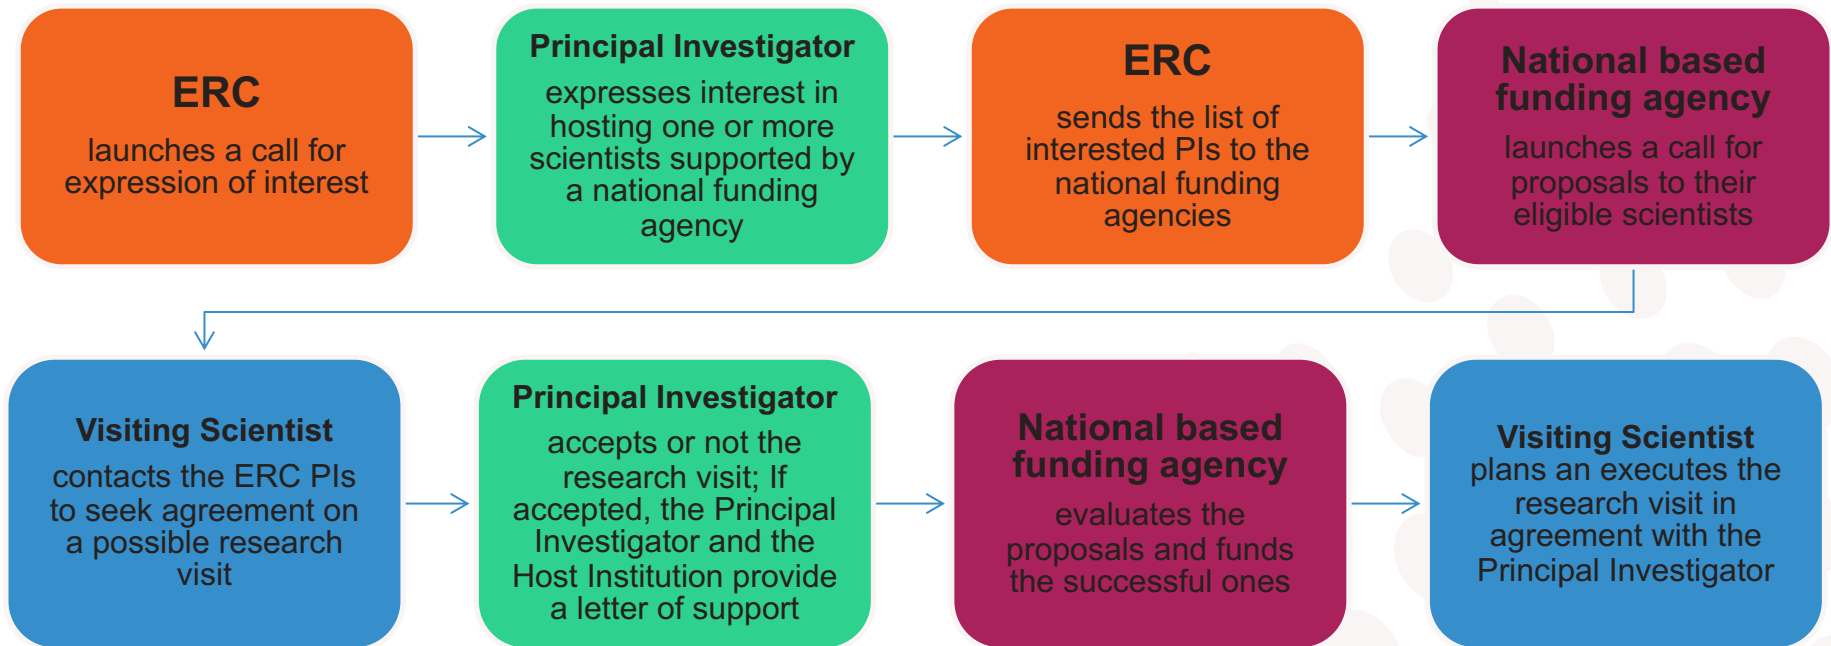 ERC
launches a call for
expression of interest
Principal Investigator
expresses interest in
hosting one or more
scientists supported by
a national funding
agency
ERC
sends the list of
interested PIs to the
national funding
agencies
National based
funding agency
launches a call for
proposals to their
eligible scientists
Visiting Scientist
contacts the ERC PIs
to seek agreement on
a possible research
visit
Principal Investigator
accepts or not the
research visit; If
accepted, the Principal
Investigator and the
Host Institution provide
a letter of support
National based
funding agency
evaluates the
proposals and funds
the successful ones
Visiting Scientist
plans an executes the
research visit in
agreement with the
Principal Investigator